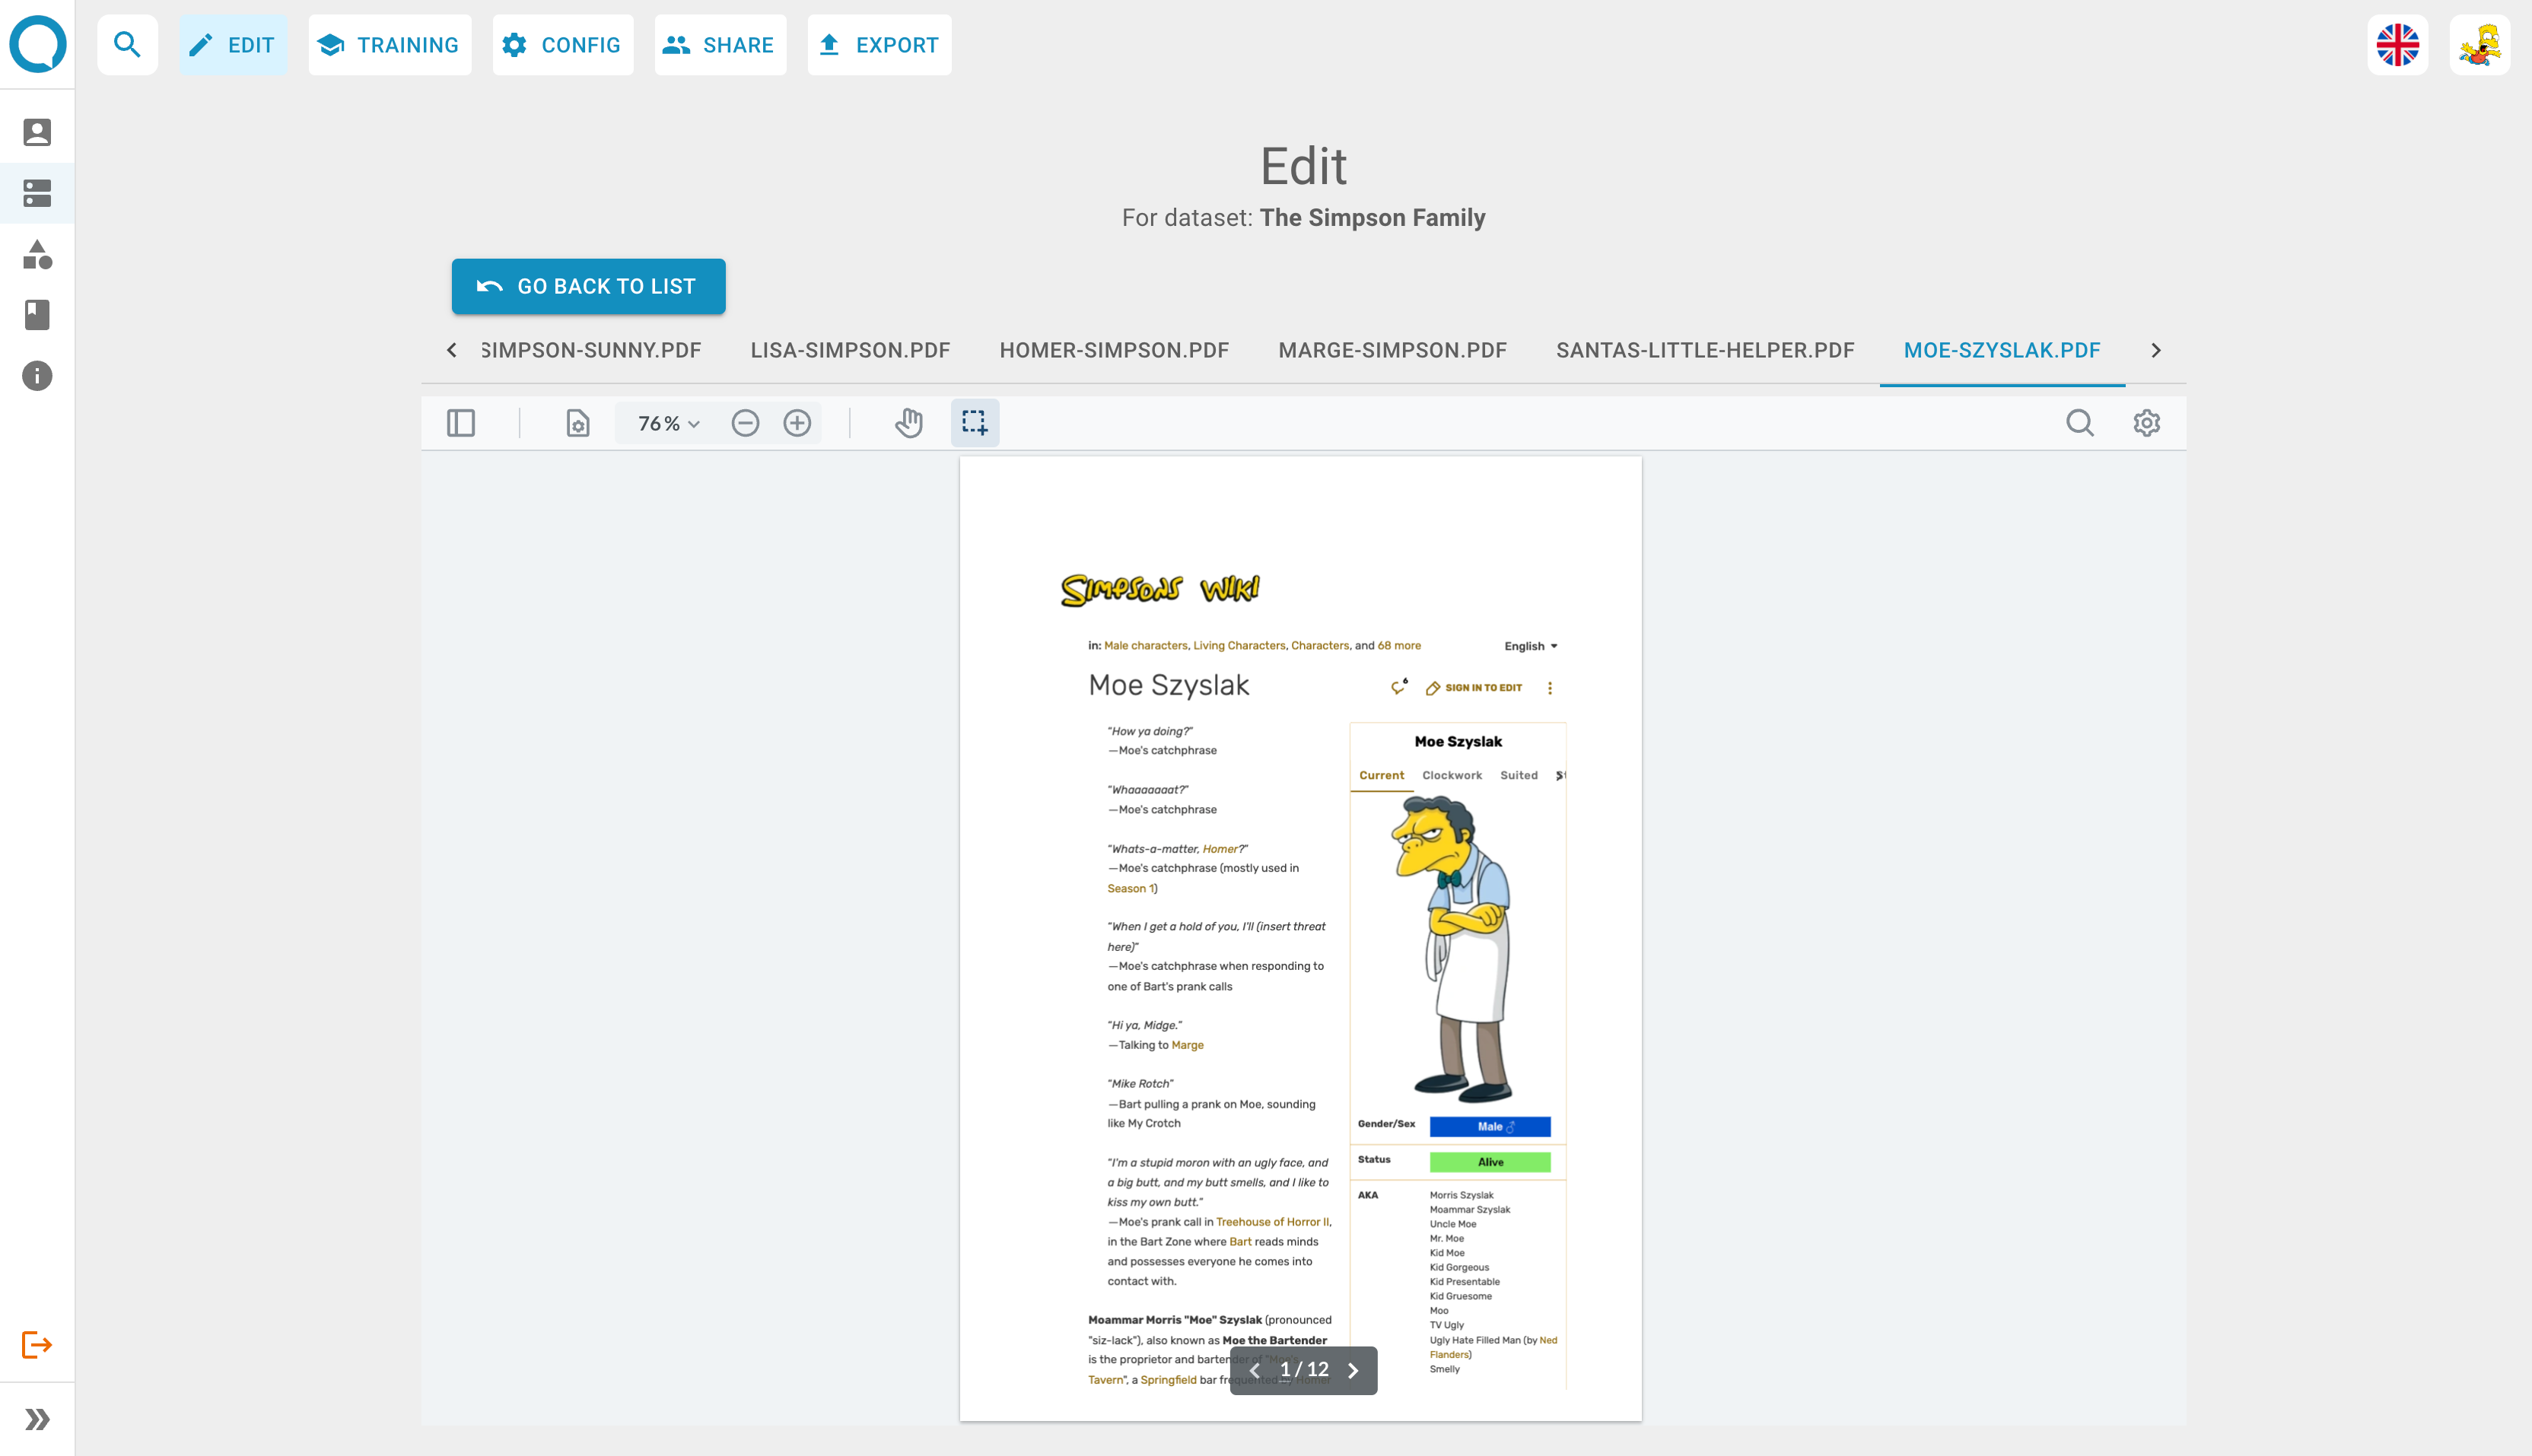 EDIT
TRAINING
CONFIG
SHARE
EXPORT
Edit
For dataset: The Simpson Family
GO BACK TO LIST
SIMPSON-SUNNY.PDF
LISA-SIMPSON.PDF
HOMER-SIMPSON.PDF
MARGE-SIMPSON.PDF
SANTAS-LITTLE-HELPER.PDF
MOE-SZYSLAK.PDF
76%
SIMPSONS WIKI
in: Male characters, Living Characters, Characters, and 68 more
English
Moe Szyslak
6
SIGN IN TO EDIT
"How ya doing?"
—Moe's catchphrase
"Whaaaaaaat?"
—Moe's catchphrase
"Whats-a-matter, Homer?"
—Moe's catchphrase (mostly used in
Season 1)
"When I get a hold of you, I'll (insert threat
here)"
—Moe's catchphrase when responding to
one of Bart's prank calls
"Hi ya, Midge."
—Talking to Marge
"Mike Rotch"
—Bart pulling a prank on Moe, sounding
like My Crotch
"I'm a stupid moron with an ugly face, and
a big butt, and my butt smells, and I like to
kiss my own butt."
—Moe's prank call in Treehouse of Horror II,
in the Bart Zone where Bart reads minds
and possesses everyone he comes into
contact with.
Moammar Morris "Moe" Szyslak (pronounced
"siz-lack"), also known as Moe the Bartender
is the proprietor and bartender of "Moe's
Tavern", a Springfield bar frequented by Homer
Moe Szyslak
Current
Clockwork
Suited
Gender/Sex
Male ♂
Status
Alive
AKA
Morris Szyslak
Moammar Szyslak
Uncle Moe
Mr. Moe
Kid Moe
Kid Gorgeous
Kid Presentable
Kid Gruesome
Moo
TV Ugly
Ugly Hate Filled Man (by Ned
Flanders)
Smelly
1 / 12